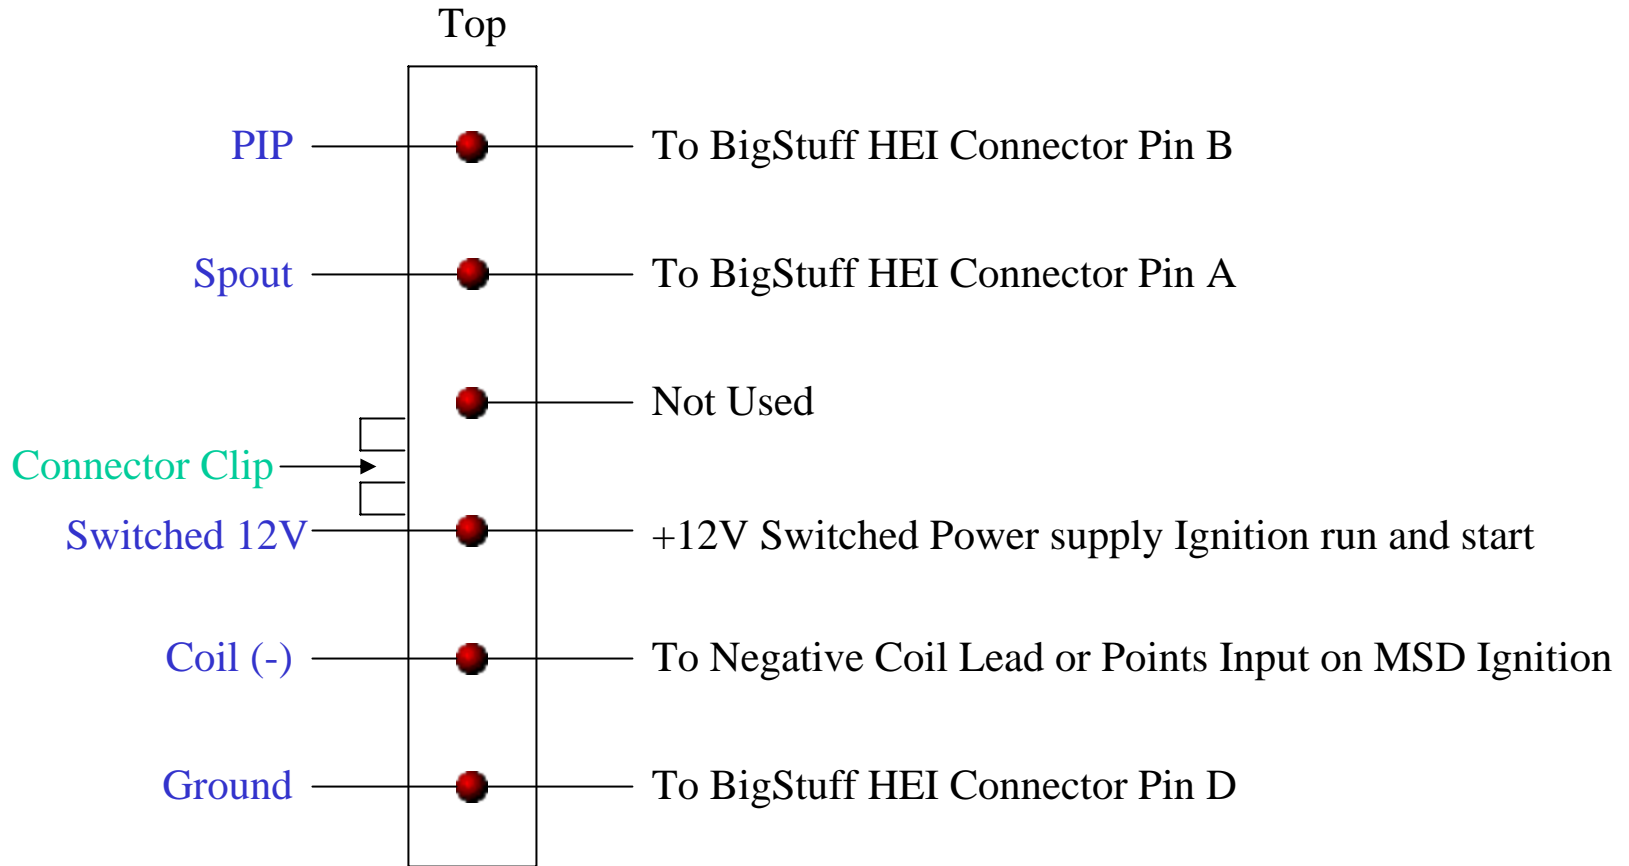 Top
PIP
To BigStuff HEI Connector Pin B
Spout
To BigStuff HEI Connector Pin A
Not Used
Connector Clip
Switched 12V
+12V Switched Power supply Ignition run and start
Coil (-)
To Negative Coil Lead or Points Input on MSD Ignition
Ground
To BigStuff HEI Connector Pin D